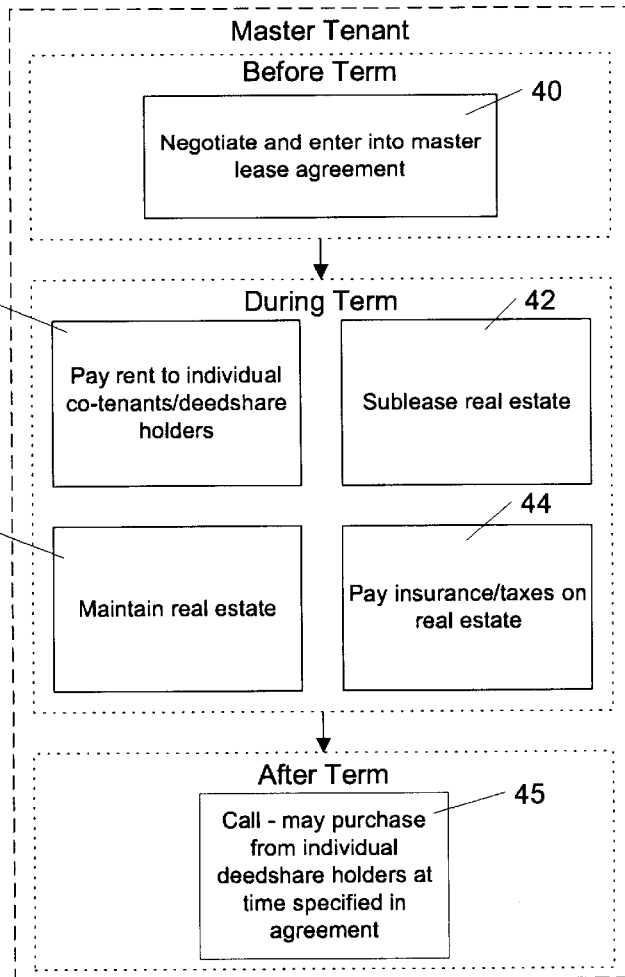 Master Tenant
Before Term
40
Negotiate and enter into master
lease agreement
During Term
42
Pay rent to individual
co-tenants/deedshare
holders
Sublease real estate
44
Maintain real estate
Pay insurance/taxes on
real estate
After Term
45
Call - may purchase
from individual
deedshare holders at
time specified in
agreement